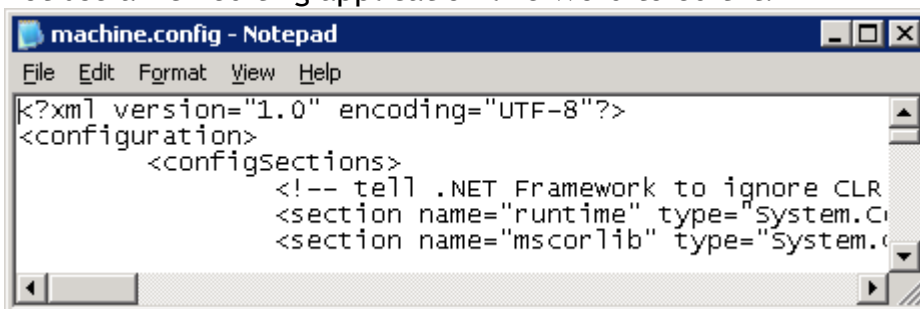 machine.config - Notepad
File Edit Format View Help
<?xml version="1.0" encoding="UTF-8"?>
<configuration>
<configSections>
<!-- tell .NET Framework to ignore CLR
<section name="runtime" type="System.C
<section name="mscorlib" type="System.